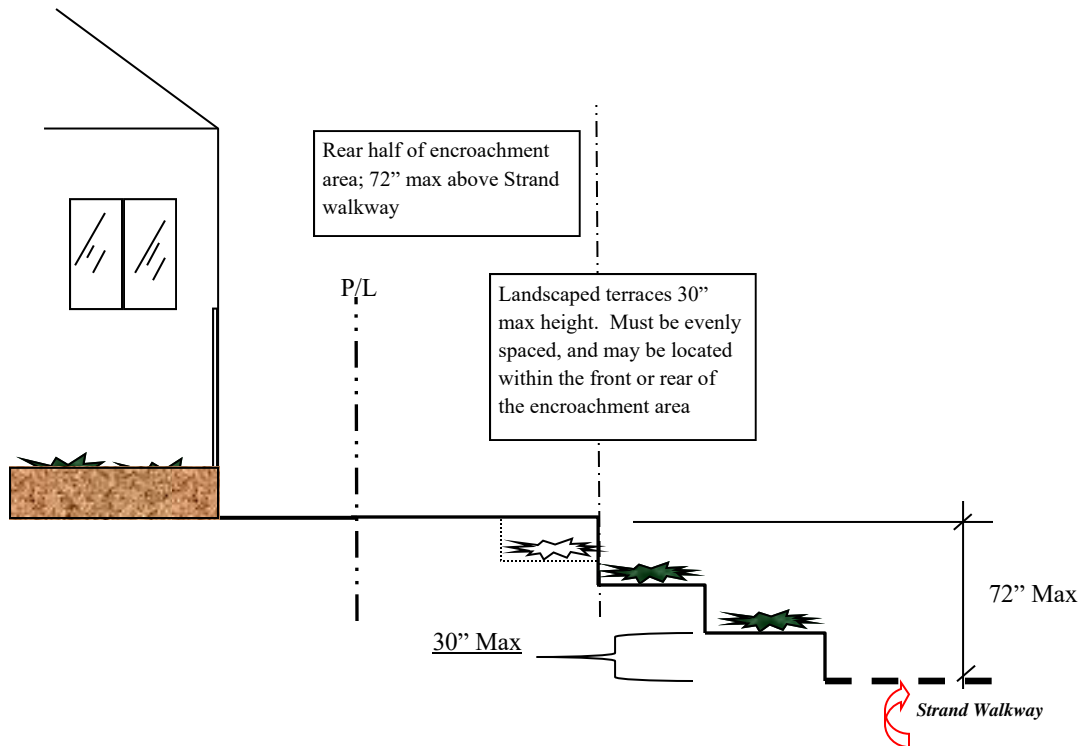 Rear half of encroachment
area; 72” max above Strand
walkway
P/L
Landscaped terraces 30”
max height.  Must be evenly
spaced, and may be located
within the front or rear of
the encroachment area
72” Max
30” Max
Strand Walkway